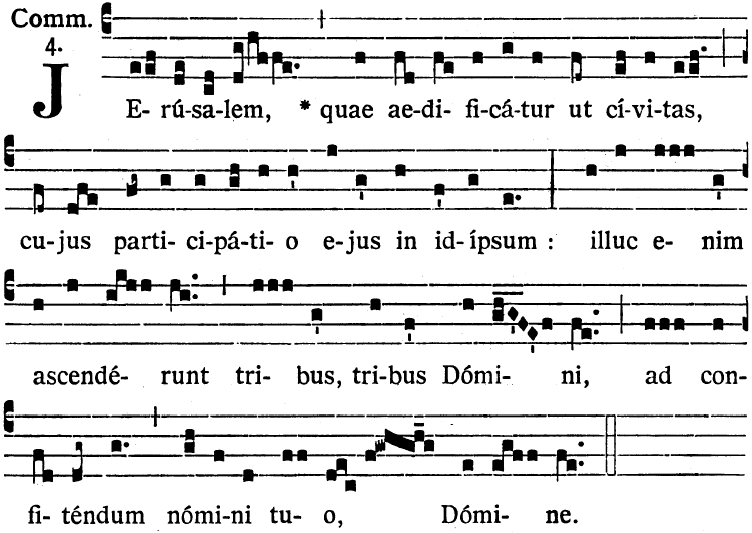 Comm.
4.
JE- rú-sa-lem, * quae ae-di- fi-cá-tur ut cí-vi-tas,
cu-jus parti- ci-pá-ti- o e-jus in id-ípsum : illuc e- nim
ascendé- runt tri- bus, tri-bus Dómi- ni, ad con-
fi- téndum nómi-ni tu- o, Dómi- ne.